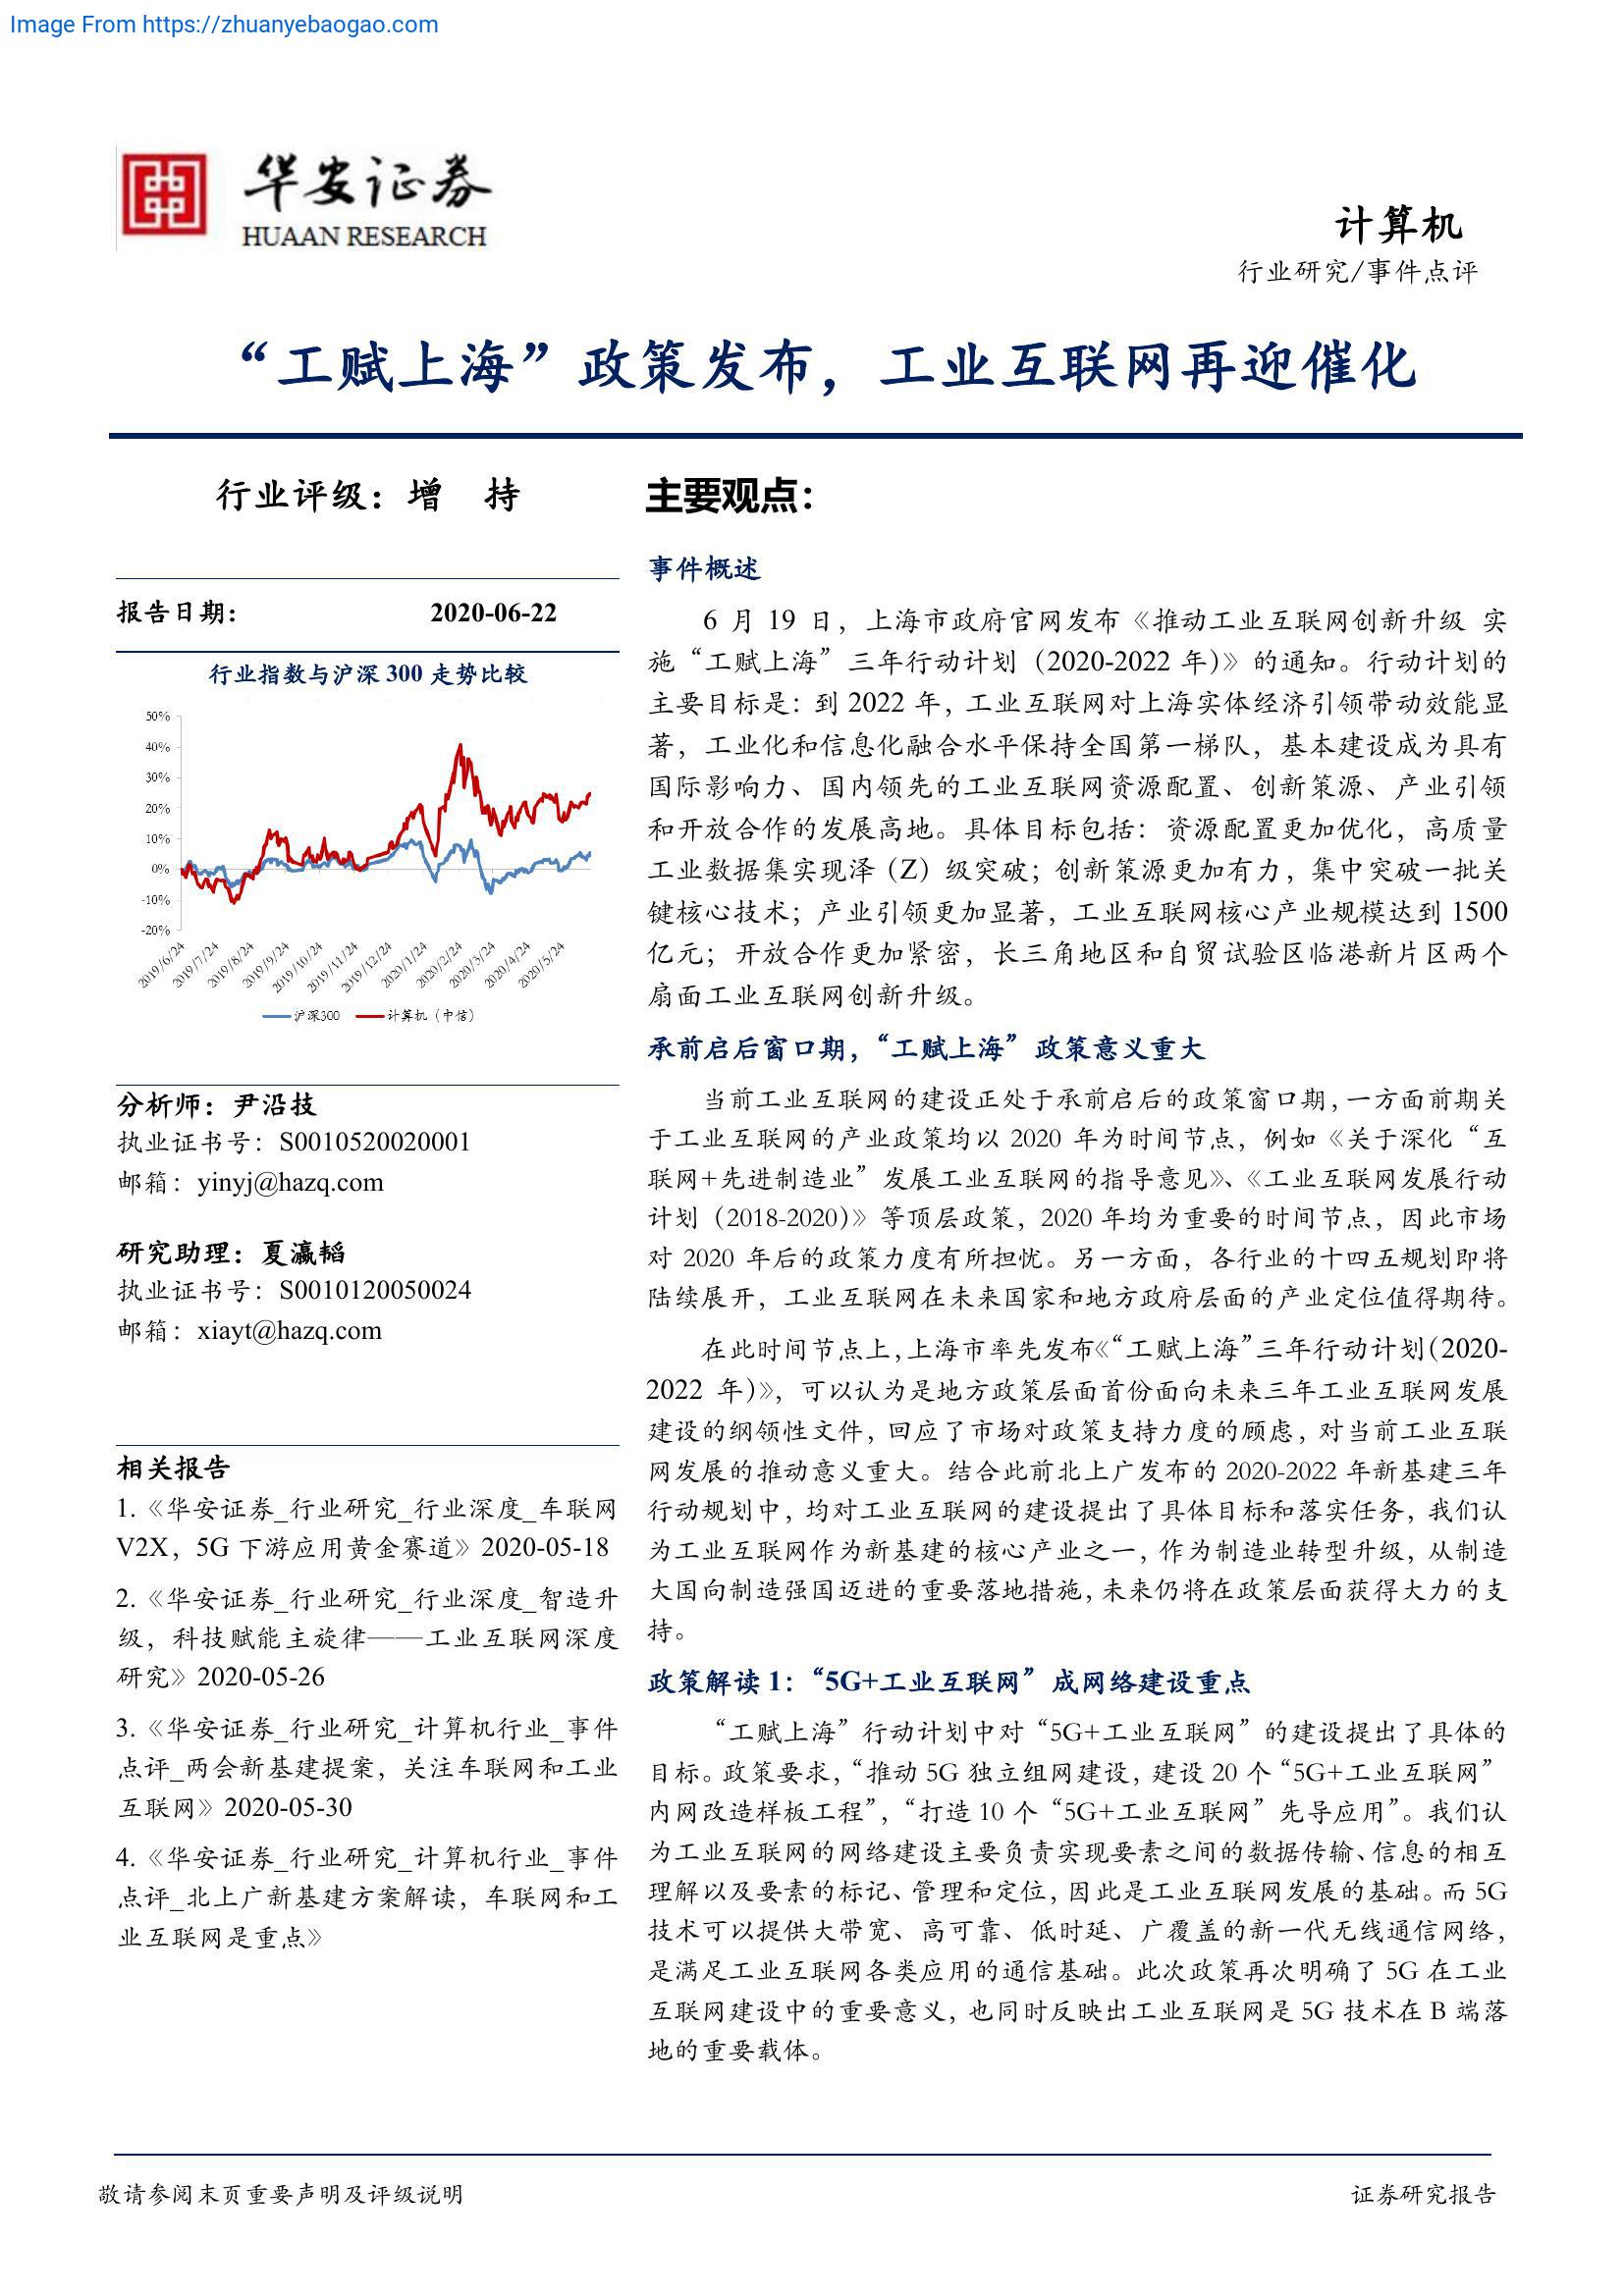 Image From https://zhuanyebaogao.com
华安证券
HUAAN RESEARCH
计算机
行业研究/事件点评
“工赋上海”政策发布，工业互联网再迎催化
行业评级：增 持
报告日期： 2020-06-22
行业指数与沪深 300 走势比较
50%
40%
30%
20%
10%
0%
-10%
-20%
2019/6/24
2019/7/24
2019/8/24
2019/9/24
2019/10/24
2019/11/24
2019/12/24
2020/1/24
2020/2/24
2020/3/24
2020/4/24
2020/5/24
沪深300 计算机（中信）
分析师：尹沿技
执业证书号：S0010520020001
邮箱：yinyj@hazq.com
研究助理：夏瀛韬
执业证书号：S0010120050024
邮箱：xiayt@hazq.com
相关报告
1.《华安证券_行业研究_行业深度_车联网
V2X，5G 下游应用黄金赛道》2020-05-18
2.《华安证券_行业研究_行业深度_智造升
级，科技赋能主旋律——工业互联网深度
研究》2020-05-26
3.《华安证券_行业研究_计算机行业_事件
点评_两会新基建提案，关注车联网和工业
互联网》2020-05-30
4.《华安证券_行业研究_计算机行业_事件
点评_北上广新基建方案解读，车联网和工
业互联网是重点》
主要观点：
事件概述
6 月 19 日，上海市政府官网发布《推动工业互联网创新升级 实
施“工赋上海”三年行动计划（2020-2022 年）》的通知。行动计划的
主要目标是：到 2022 年，工业互联网对上海实体经济引领带动效能显
著，工业化和信息化融合水平保持全国第一梯队，基本建设成为具有
国际影响力、国内领先的工业互联网资源配置、创新策源、产业引领
和开放合作的发展高地。具体目标包括：资源配置更加优化，高质量
工业数据集实现泽（Z）级突破；创新策源更加有力，集中突破一批关
键核心技术；产业引领更加显著，工业互联网核心产业规模达到 1500
亿元；开放合作更加紧密，长三角地区和自贸试验区临港新片区两个
扇面工业互联网创新升级。
承前启后窗口期，“工赋上海”政策意义重大
当前工业互联网的建设正处于承前启后的政策窗口期，一方面前期关
于工业互联网的产业政策均以 2020 年为时间节点，例如《关于深化“互
联网+先进制造业”发展工业互联网的指导意见》、《工业互联网发展行动
计划（2018-2020）》等顶层政策，2020 年均为重要的时间节点，因此市场
对 2020 年后的政策力度有所担忧。另一方面，各行业的十四五规划即将
陆续展开，工业互联网在未来国家和地方政府层面的产业定位值得期待。
在此时间节点上，上海市率先发布《“工赋上海”三年行动计划（2020-
2022 年）》，可以认为是地方政策层面首份面向未来三年工业互联网发展
建设的纲领性文件，回应了市场对政策支持力度的顾虑，对当前工业互联
网发展的推动意义重大。结合此前北上广发布的 2020-2022 年新基建三年
行动规划中，均对工业互联网的建设提出了具体目标和落实任务，我们认
为工业互联网作为新基建的核心产业之一，作为制造业转型升级，从制造
大国向制造强国迈进的重要落地措施，未来仍将在政策层面获得大力的支
持。
政策解读 1：“5G+工业互联网”成网络建设重点
“工赋上海”行动计划中对“5G+工业互联网”的建设提出了具体的
目标。政策要求，“推动 5G 独立组网建设，建设 20 个“5G+工业互联网”
内网改造样板工程”，“打造 10 个“5G+工业互联网”先导应用”。我们认
为工业互联网的网络建设主要负责实现要素之间的数据传输、信息的相互
理解以及要素的标记、管理和定位，因此是工业互联网发展的基础。而 5G
技术可以提供大带宽、高可靠、低时延、广覆盖的新一代无线通信网络，
是满足工业互联网各类应用的通信基础。此次政策再次明确了 5G 在工业
互联网建设中的重要意义，也同时反映出工业互联网是 5G 技术在 B 端落
地的重要载体。
敬请参阅末页重要声明及评级说明 证券研究报告